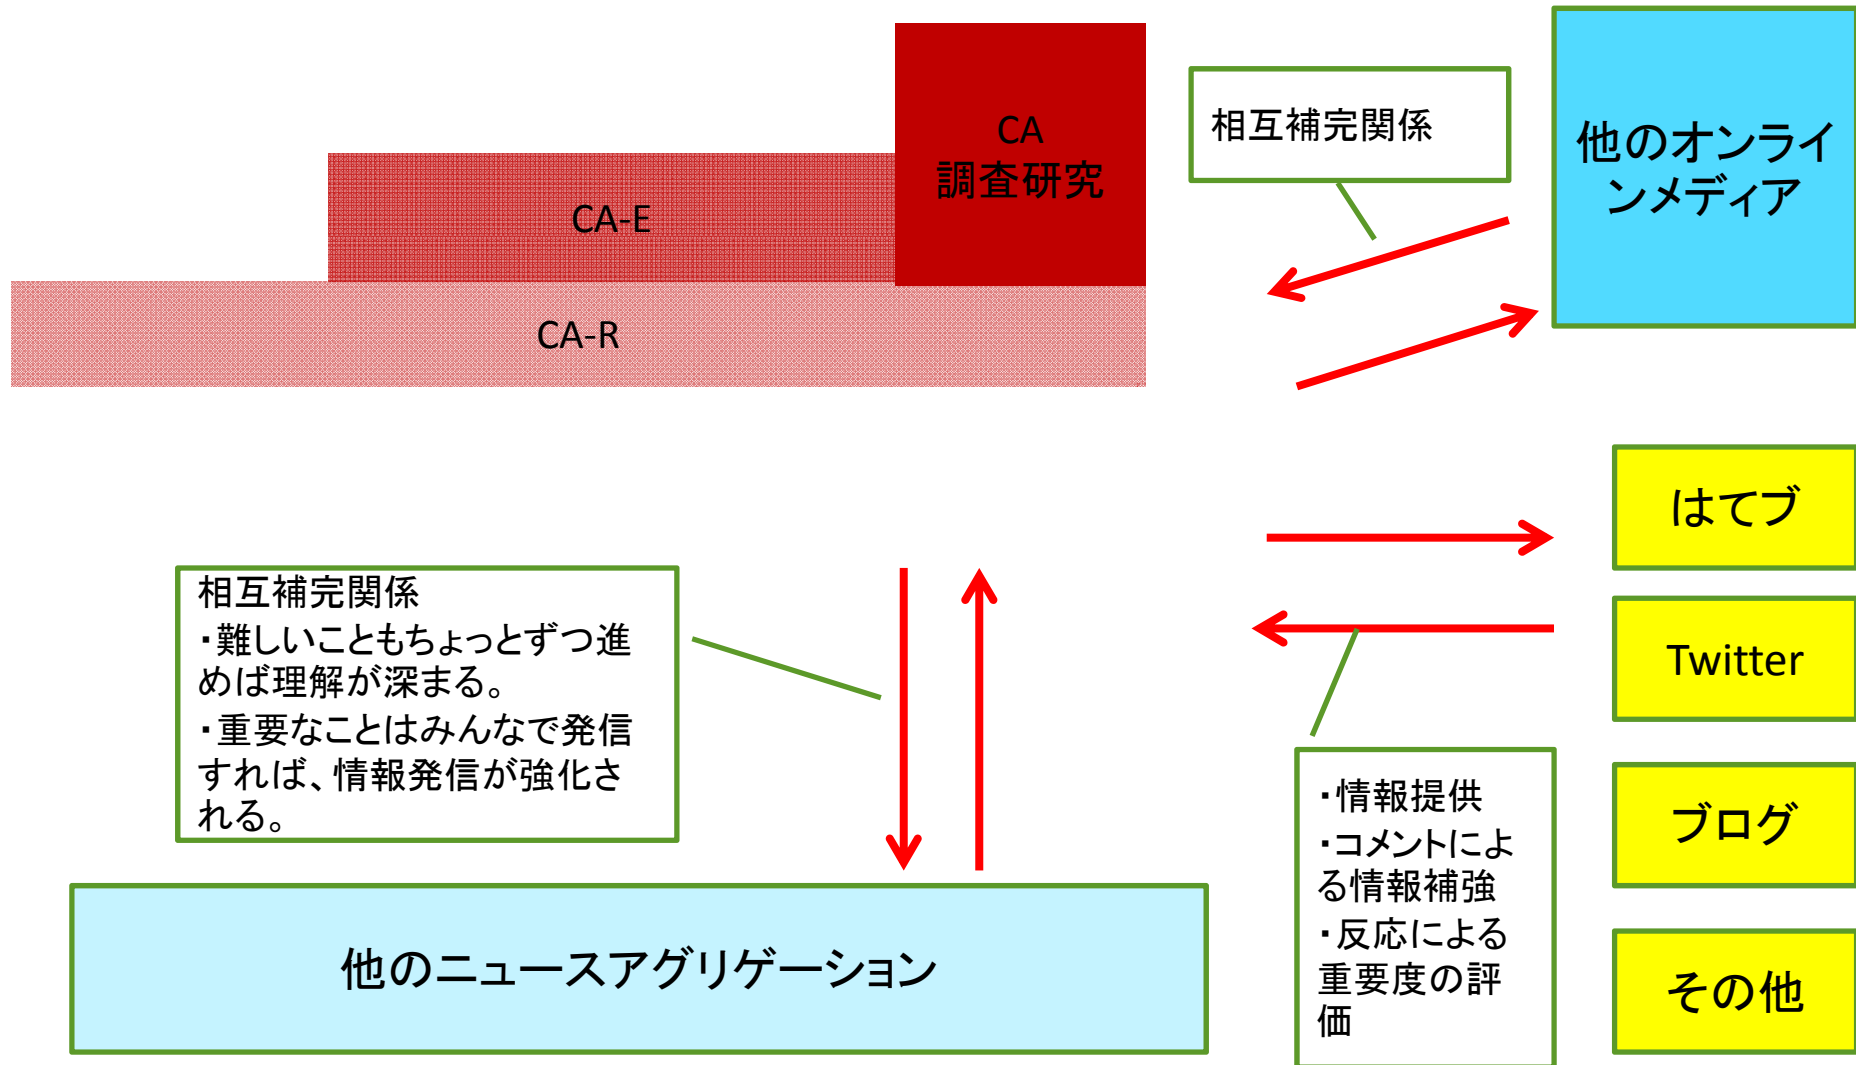 CA
調査研究
CA-E
CA-R
相互補完関係
他のオンライ
ンメディア
はてブ
Twitter
ブログ
その他
相互補完関係
・難しいこともちょっとずつ進
めば理解が深まる。
・重要なことはみんなで発信
すれば、情報発信が強化さ
れる。
・情報提供
・コメントによ
る情報補強
・反応による
重要度の評
価
他のニュースアグリゲーション